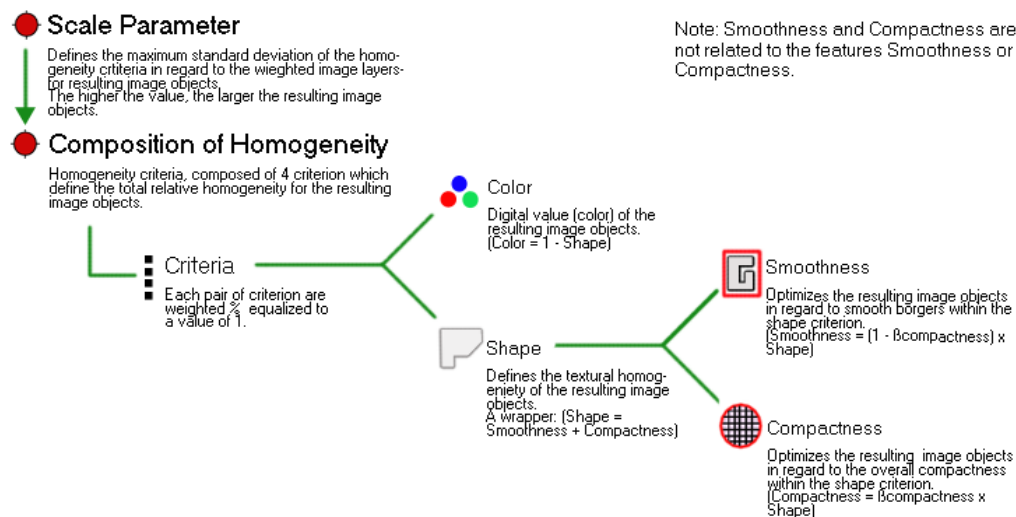 Scale Parameter
Defines the maximum standard deviation of the homo-
geneity crtiteria in regard to the wieghted image layers-
for resulting image objects.
The higher the value, the larger the resulting image
objects.
Note: Smoothness and Compactness are
not related to the features Smoothness or
Compactness.
Composition of Homogeneity
Homogeneity criteria, composed of 4 criterion which
define the total relative homogeneity for the resulting
image objects.
Color
Digital value (color) of the
resulting image objects.
(Color = 1 - Shape)
Criteria
Each pair of criterion are
weighted % equalized to
a value of 1.
Shape
Defines the textural homog-
eniety of the resulting image
objects.
A wrapper: (Shape =
Smoothness + Compactness)
Smoothness
Optimizes the resulting image objects
in regard to smooth borgers within the
shape criterion.
(Smoothness = (1 - ßcompactness) x
Shape)
Compactness
Optimizes the resulting image objects
in regard to the overall compactness
within the shape criterion.
(Compactness = ßcompactness x
Shape)